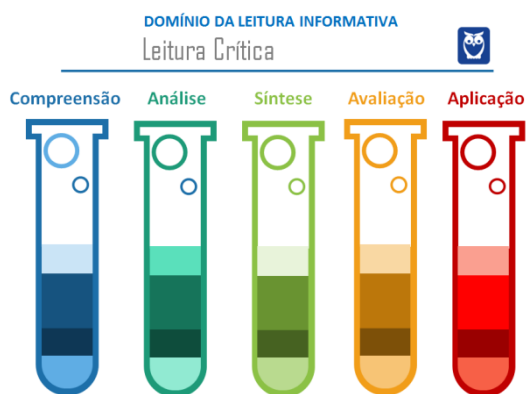 DOMÍNIO DA LEITURA INFORMATIVA
Leitura Crítica
Compreensão Análise Síntese Avaliação Aplicação